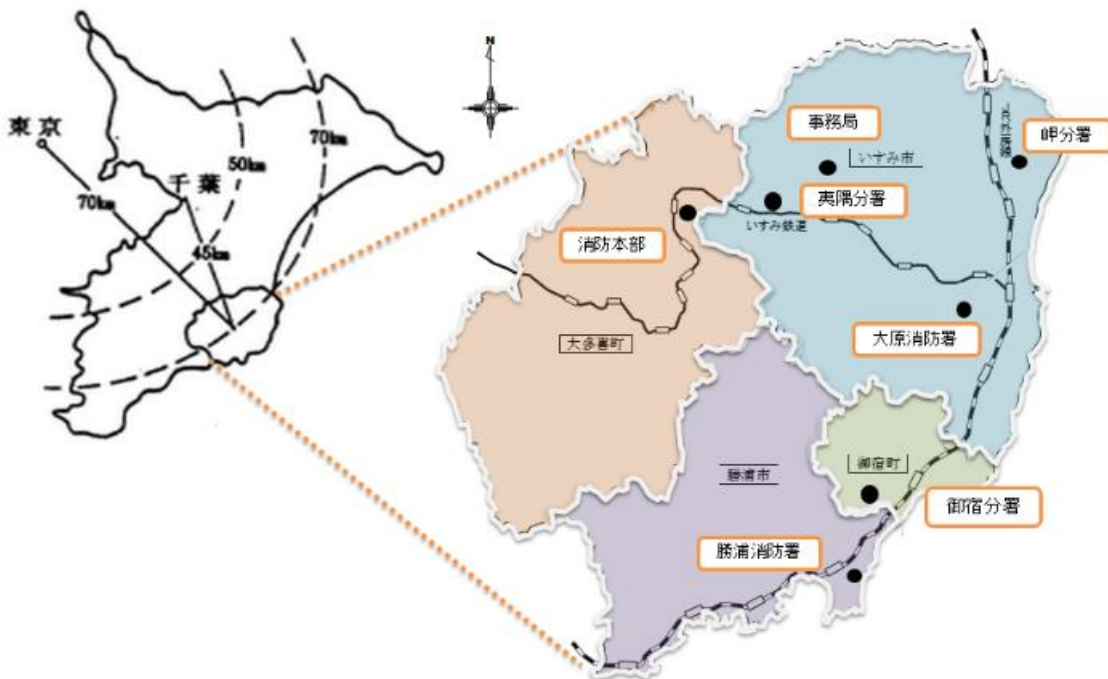 N
東京
千葉
70km
50km
70km
45km
事務局
いすみ市
岬分署
夷隅分署
いすみ鉄道
消防本部
大多喜町
大原消防署
御宿町
勝浦市
御宿分署
勝浦消防署